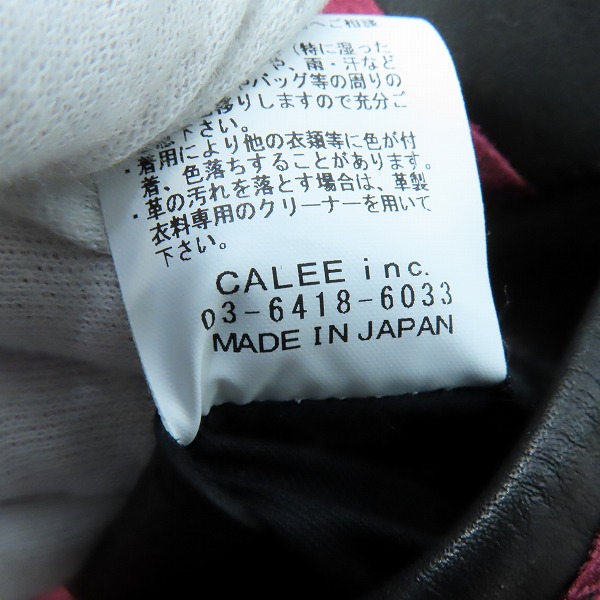 へご相談
（特に湿った
や、雨・汗など
やバッグ等の周りの
移りしますので充分ご
下さい。
・着用により他の衣類等に色が付
着、色落ちすることがあります。
・革の汚れを落とす場合は、革製
衣料専用のクリーナーを用いて
下さい。
CALEE inc.
03-6418-6033
MADE IN JAPAN